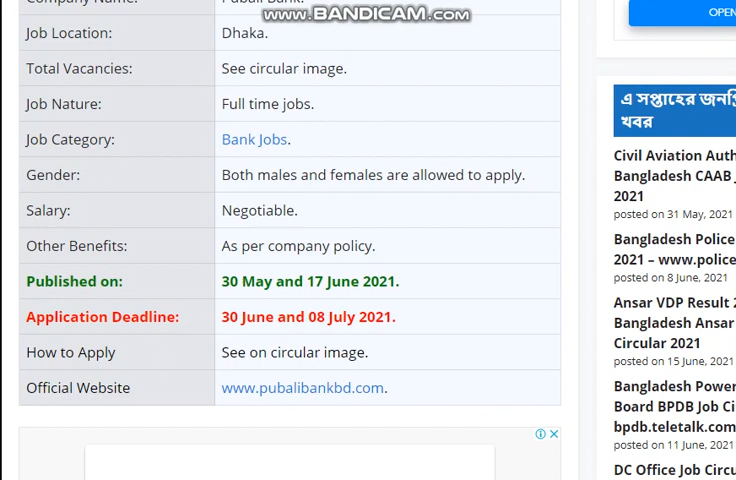 Company Name: Pubali Bank.
www.BANDICAM.com
Job Location: Dhaka.
Total Vacancies: See circular image.
Job Nature: Full time jobs.
Job Category: Bank Jobs.
Gender: Both males and females are allowed to apply.
Salary: Negotiable.
Other Benefits: As per company policy.
Published on: 30 May and 17 June 2021.
Application Deadline: 30 June and 08 July 2021.
How to Apply See on circular image.
Official Website www.pubalibankbd.com.
OPEN
এ সপ্তাহের
খবর
Civil Aviation Auth
Bangladesh CAAB
2021
posted on 31 May, 2021
Bangladesh Police
2021 – www.police
posted on 8 June, 2021
Ansar VDP Result 2
Bangladesh Ansar
Circular 2021
posted on 15 June, 2021
Bangladesh Power
Board BPDB Job Ci
bpdb.teletalk.com
posted on 11 June, 2021
DC Office Job Circu